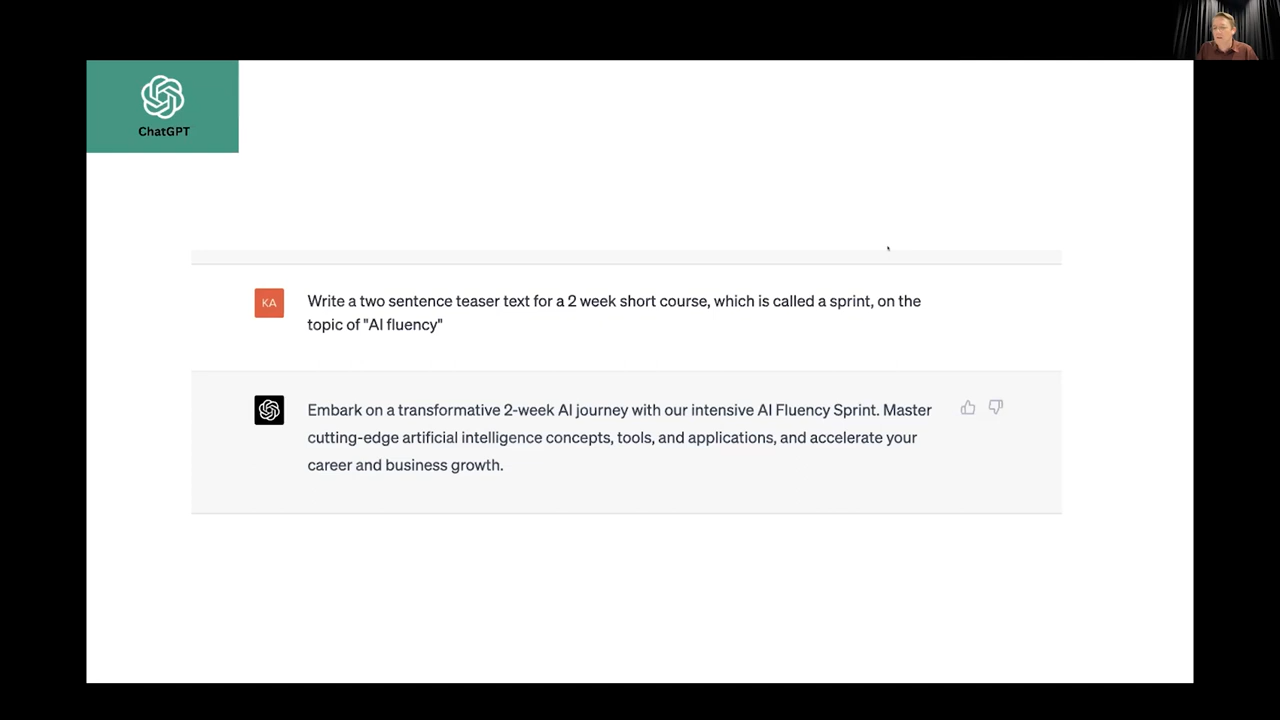 ChatGPT
KA
Write a two sentence teaser text for a 2 week short course, which is called a sprint, on the
topic of "AI fluency"
Embark on a transformative 2-week AI journey with our intensive AI Fluency Sprint. Master
cutting-edge artificial intelligence concepts, tools, and applications, and accelerate your
career and business growth.